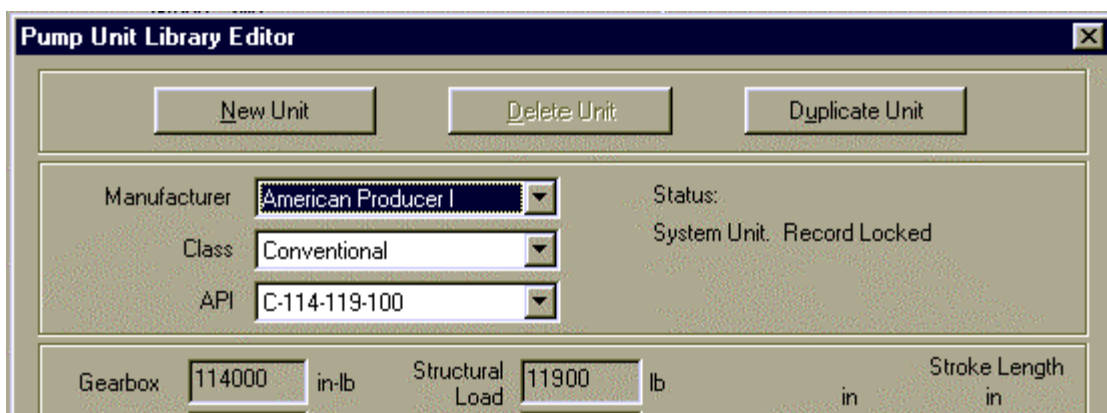 Pump Unit Library Editor
New Unit Delete Unit Duplicate Unit
Manufacturer American Producer I Status:
Class Conventional System Unit. Record Locked
API C-114-119-100
Gearbox 114000 in-lb Structural Load 11900 lb Stroke Length
in in